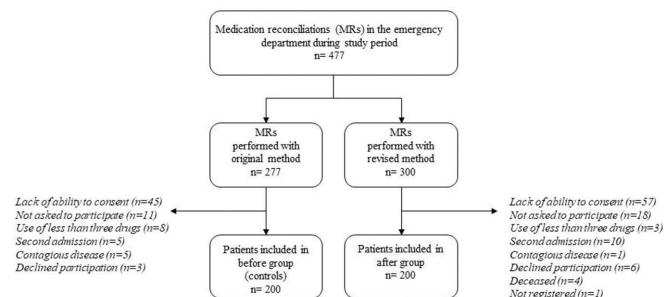 Medication reconciliations (MRs) in the emergency
department during study period
n= 477
MRs
performed with
original method
n= 277
MRs
performed with
revised method
n= 300
Lack of ability to consent (n=45)
Not asked to participate (n=11)
Use of less than three drugs (n=8)
Second admission (n=5)
Contagious disease (n=5)
Declined participation (n=3)
Lack of ability to consent (n=57)
Not asked to participate (n=18)
Use of less than three drugs (n=3)
Second admission (n=10)
Contagious disease (n=1)
Declined participation (n=6)
Deceased (n=4)
Not registered (n=1)
Patients included in
before group
(controls)
n= 200
Patients included in
after group
n= 200